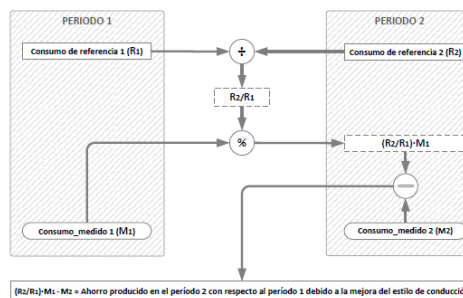 PERIODO 1
PERIODO 2
Consumo de referencia 1 (R1)
÷
Consumo de referencia 2 (R2)
R2/R1
%
(R2/R1)·M1
—
Consumo_medido 1 (M1)
Consumo_medido 2 (M2)
(R2/R1)·M1 - M2 = Ahorro producido en el período 2 con respecto al período 1 debido a la mejora del estilo de conducció